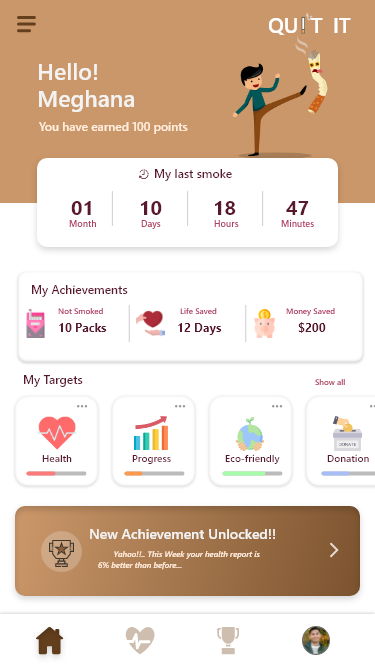 QUIT IT
Hello!
Meghana
You have earned 100 points
My last smoke
01 10 18 47
Month Days Hours Minutes
My Achievements
Not Smoked Life Saved Money Saved
10 Packs 12 Days $200
My Targets Show all
DONATE
Health Progress Eco-friendly Donation
New Achievement Unlocked!!
Yahoo!!.. This Week your health report is
6% better than before...